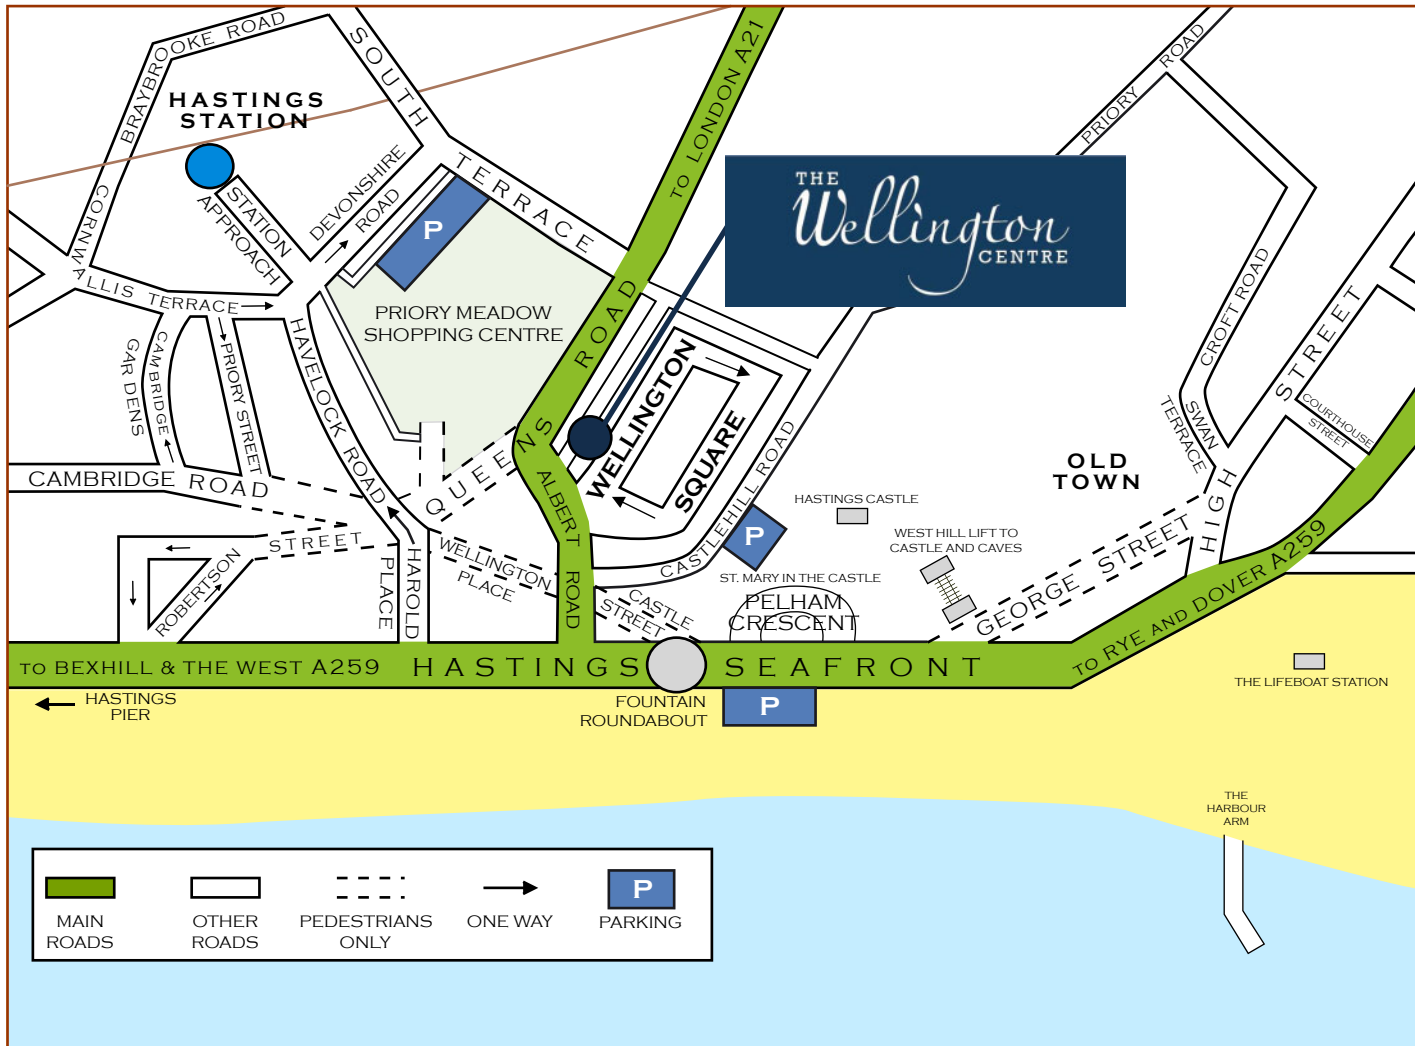 BRAYBROOKE ROAD
SOUTH
TERRACE
HASTINGS
STATION
TO LONDON A21
PRIORY
ROAD
THE
Wellington
CENTRE
CORNWALLIS TERRACE
STATION
APPROACH
DEVONSHIRE
ROAD
P
PRIORY MEADOW
SHOPPING CENTRE
QUEENS ROAD
CAMBRIDGE
GARDENS
PRIORY STREET
HAVELOCK ROAD
WELLINGTON
SQUARE
CROFT ROAD
SWAN
TERRACE
HIGH STREET
COURTHOUSE
STREET
OLD
TOWN
CAMBRIDGE ROAD
ALBERT
ROAD
CASTLEHILL ROAD
P
HASTINGS CASTLE
WEST HILL LIFT TO
CASTLE AND CAVES
ROBERTSON
STREET
HAROLD
PLACE
WELLINGTON
PLACE
CASTLE
STREET
ST. MARY IN THE CASTLE
PELHAM
CRESCENT
GEORGE STREET
TO BEXHILL & THE WEST A259
HASTINGS SEAFRONT
TO RYE AND DOVER A259
HASTINGS
PIER
FOUNTAIN
ROUNDABOUT
P
THE LIFEBOAT STATION
THE
HARBOUR
ARM
MAIN
ROADS
OTHER
ROADS
PEDESTRIANS
ONLY
ONE WAY
P
PARKING